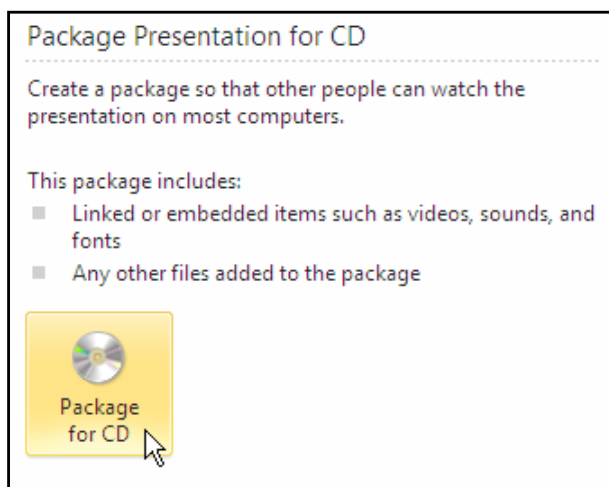 Package Presentation for CD
Create a package so that other people can watch the
presentation on most computers.
This package includes:
Linked or embedded items such as videos, sounds, and
fonts
Any other files added to the package
Package
for CD